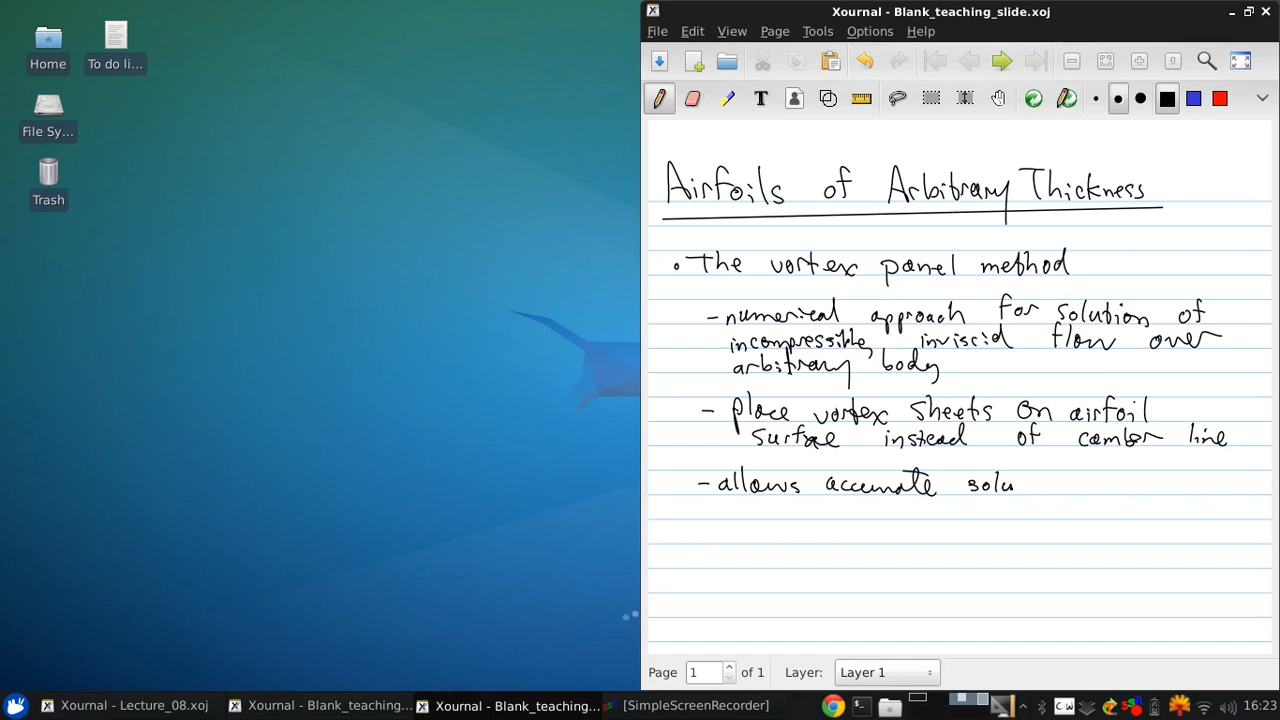 Xournal - Blank_teaching_slide.xoj
File Edit View Page Tools Options Help
Home
To do li...
File Sy...
Trash
Airfoils of Arbitrary Thickness
• The vortex panel method
- numerical approach for solution of
incompressible, inviscid flow over
arbitrary body
- place vortex sheets on airfoil
surface instead of camber line
- allows accurate solu
Page 1 of 1 Layer: Layer 1
Xournal - Lecture_08.xoj
Xournal - Blank_teaching...
Xournal - Blank_teaching...
[SimpleScreenRecorder]
16:23